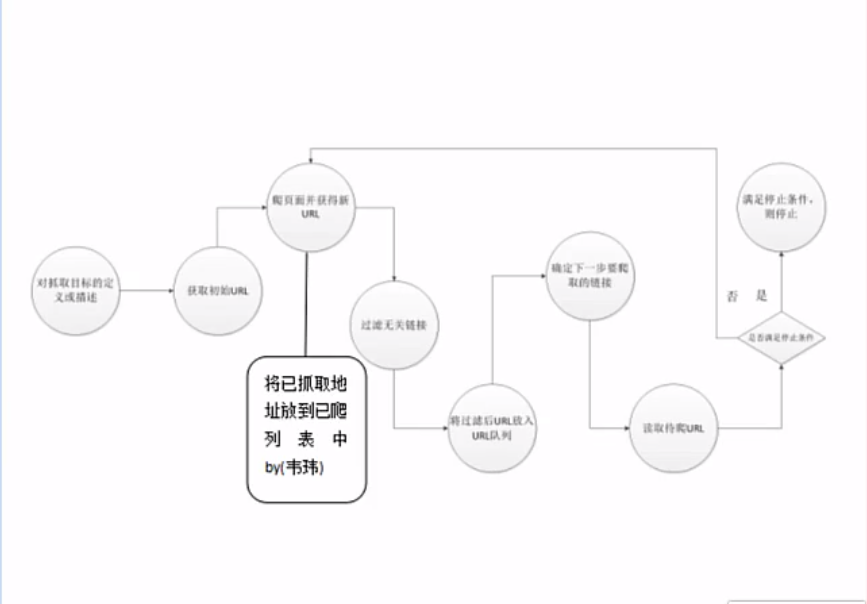 对抓取目标的定
义或描述
获取初始URL
爬页面并获得新
URL
将已抓取地
址放到已爬
列表中
by(韦玮)
过滤无关链接
将过滤后URL放入
URL队列
确定下一步要爬
取的链接
读取待爬URL
是否满足停止条件
否 是
满足停止条件,
则停止